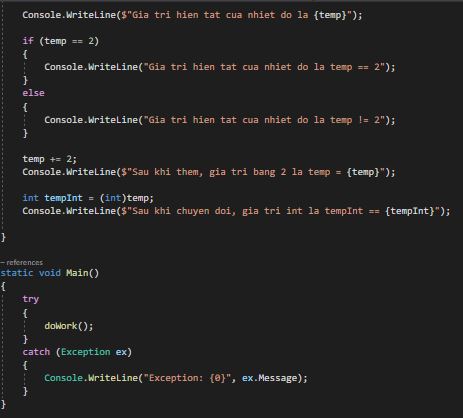 Console.WriteLine($"Gia tri hien tat cua nhiet do la {temp}");
if (temp == 2)
{
Console.WriteLine("Gia tri hien tat cua nhiet do la temp == 2");
}
else
{
Console.WriteLine("Gia tri hien tat cua nhiet do la temp != 2");
}
temp += 2;
Console.WriteLine($"Sau khi them, gia tri bang 2 la temp = {temp}");
int tempInt = (int)temp;
Console.WriteLine($"Sau khi chuyen doi, gia tri int la tempInt == {tempInt}");
}
– references
static void Main()
{
try
{
doWork();
}
catch (Exception ex)
{
Console.WriteLine("Exception: {0}", ex.Message);
}
}